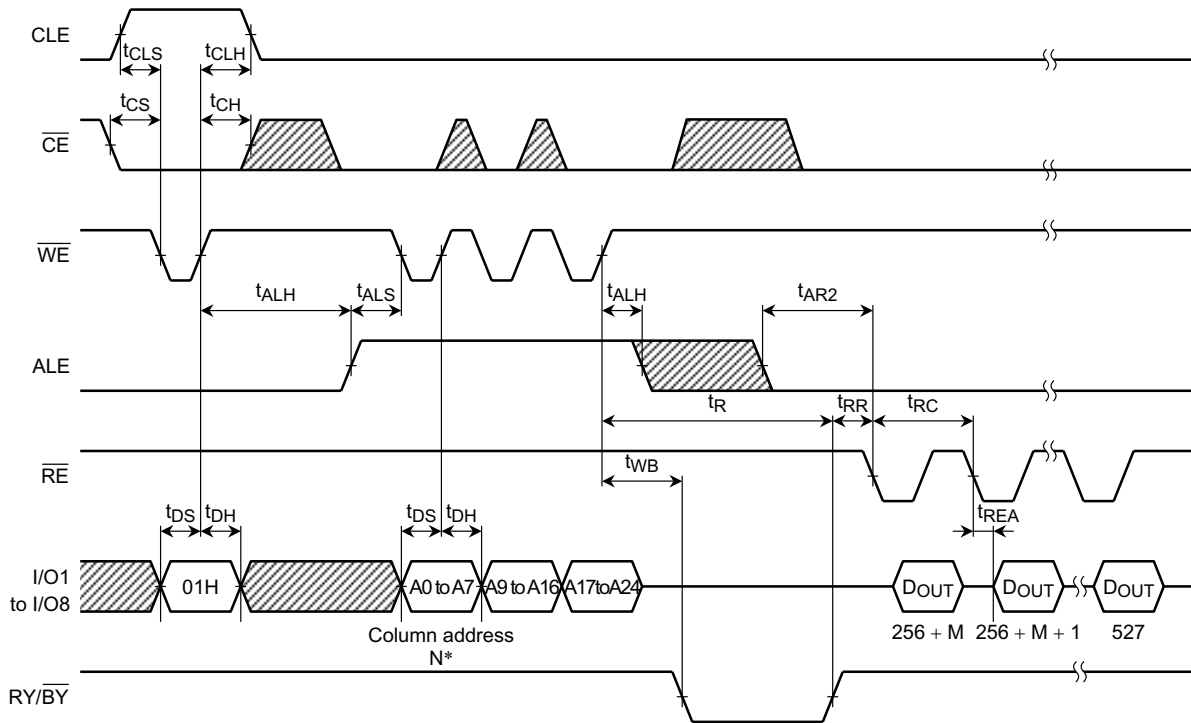 CLE
tCLS
tCLH
tCS
tCH
CE
WE
tALH
tALS
tALH
tAR2
ALE
tR
tRR
tRC
RE
tWB
tDS
tDH
tDS
tDH
tREA
I/O1
to I/O8
01H
A0 to A7
A9 to A16
A17 to A24
DOUT
DOUT
DOUT
Column address
N*
256 + M
256 + M + 1
527
RY/BY